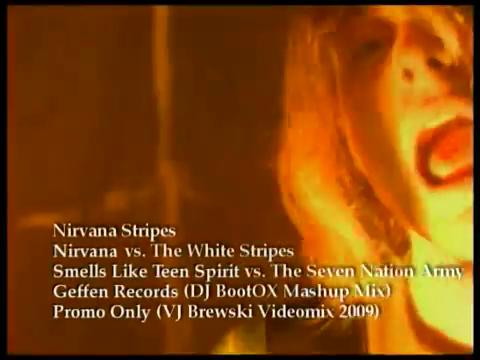 Nirvana Stripes
Nirvana vs. The White Stripes
Smells Like Teen Spirit vs. The Seven Nation Army
Geffen Records (DJ BootOX Mashup Mix)
Promo Only (VJ Brewski Videomix 2009)